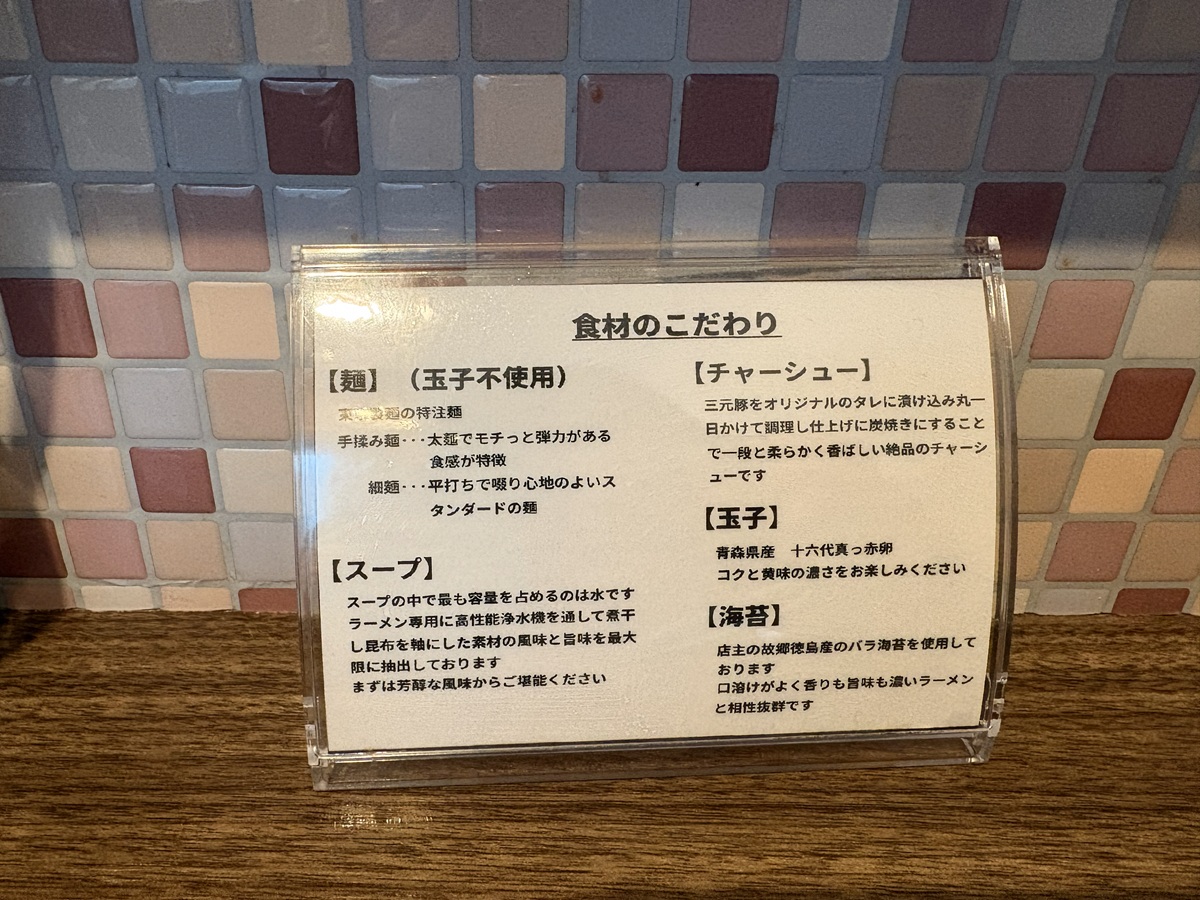 食材のこだわり
【麺】（玉子不使用）
の特注麺
手揉み麺･･･太麺でモチっと弾力がある
食感が特徴
細麺･･･平打ちで啜り心地のよいス
タンダードの麺
【スープ】
スープの中で最も容量を占めるのは水です
ラーメン専用に高性能浄水機を通して煮干
し昆布を軸にした素材の風味と旨味を最大
限に抽出しております
まずは芳醇な風味からご堪能ください
【チャーシュー】
三元豚をオリジナルのタレに漬け込み丸一
日かけて調理し仕上げに炭焼きにすること
で一段と柔らかく香ばしい絶品のチャーシ
ューです
【玉子】
青森県産　十六代真っ赤卵
コクと黄味の濃さをお楽しみください
【海苔】
店主の故郷徳島産のバラ海苔を使用して
おります
口溶けがよく香りも旨味も濃いラーメン
と相性抜群です